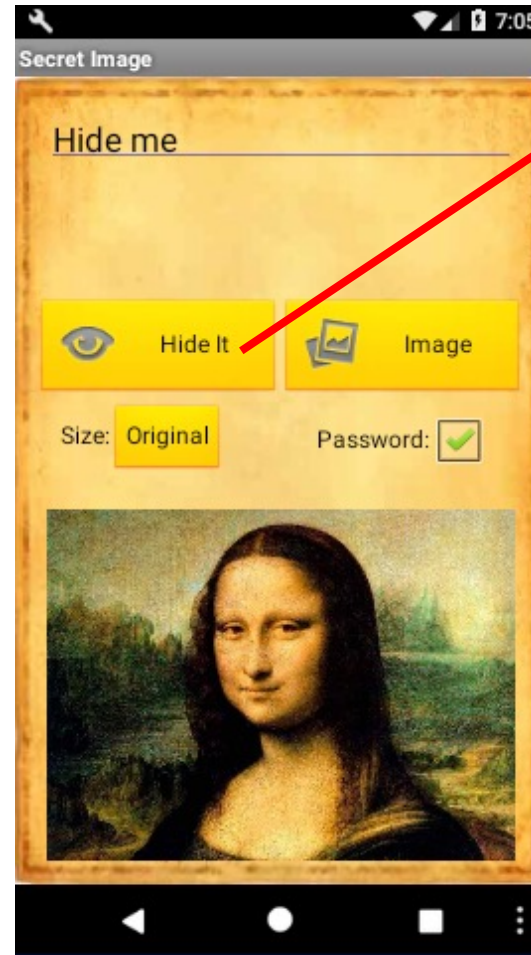 7:05
Secret Image
Hide me
Hide It
Image
Size: Original
Password: